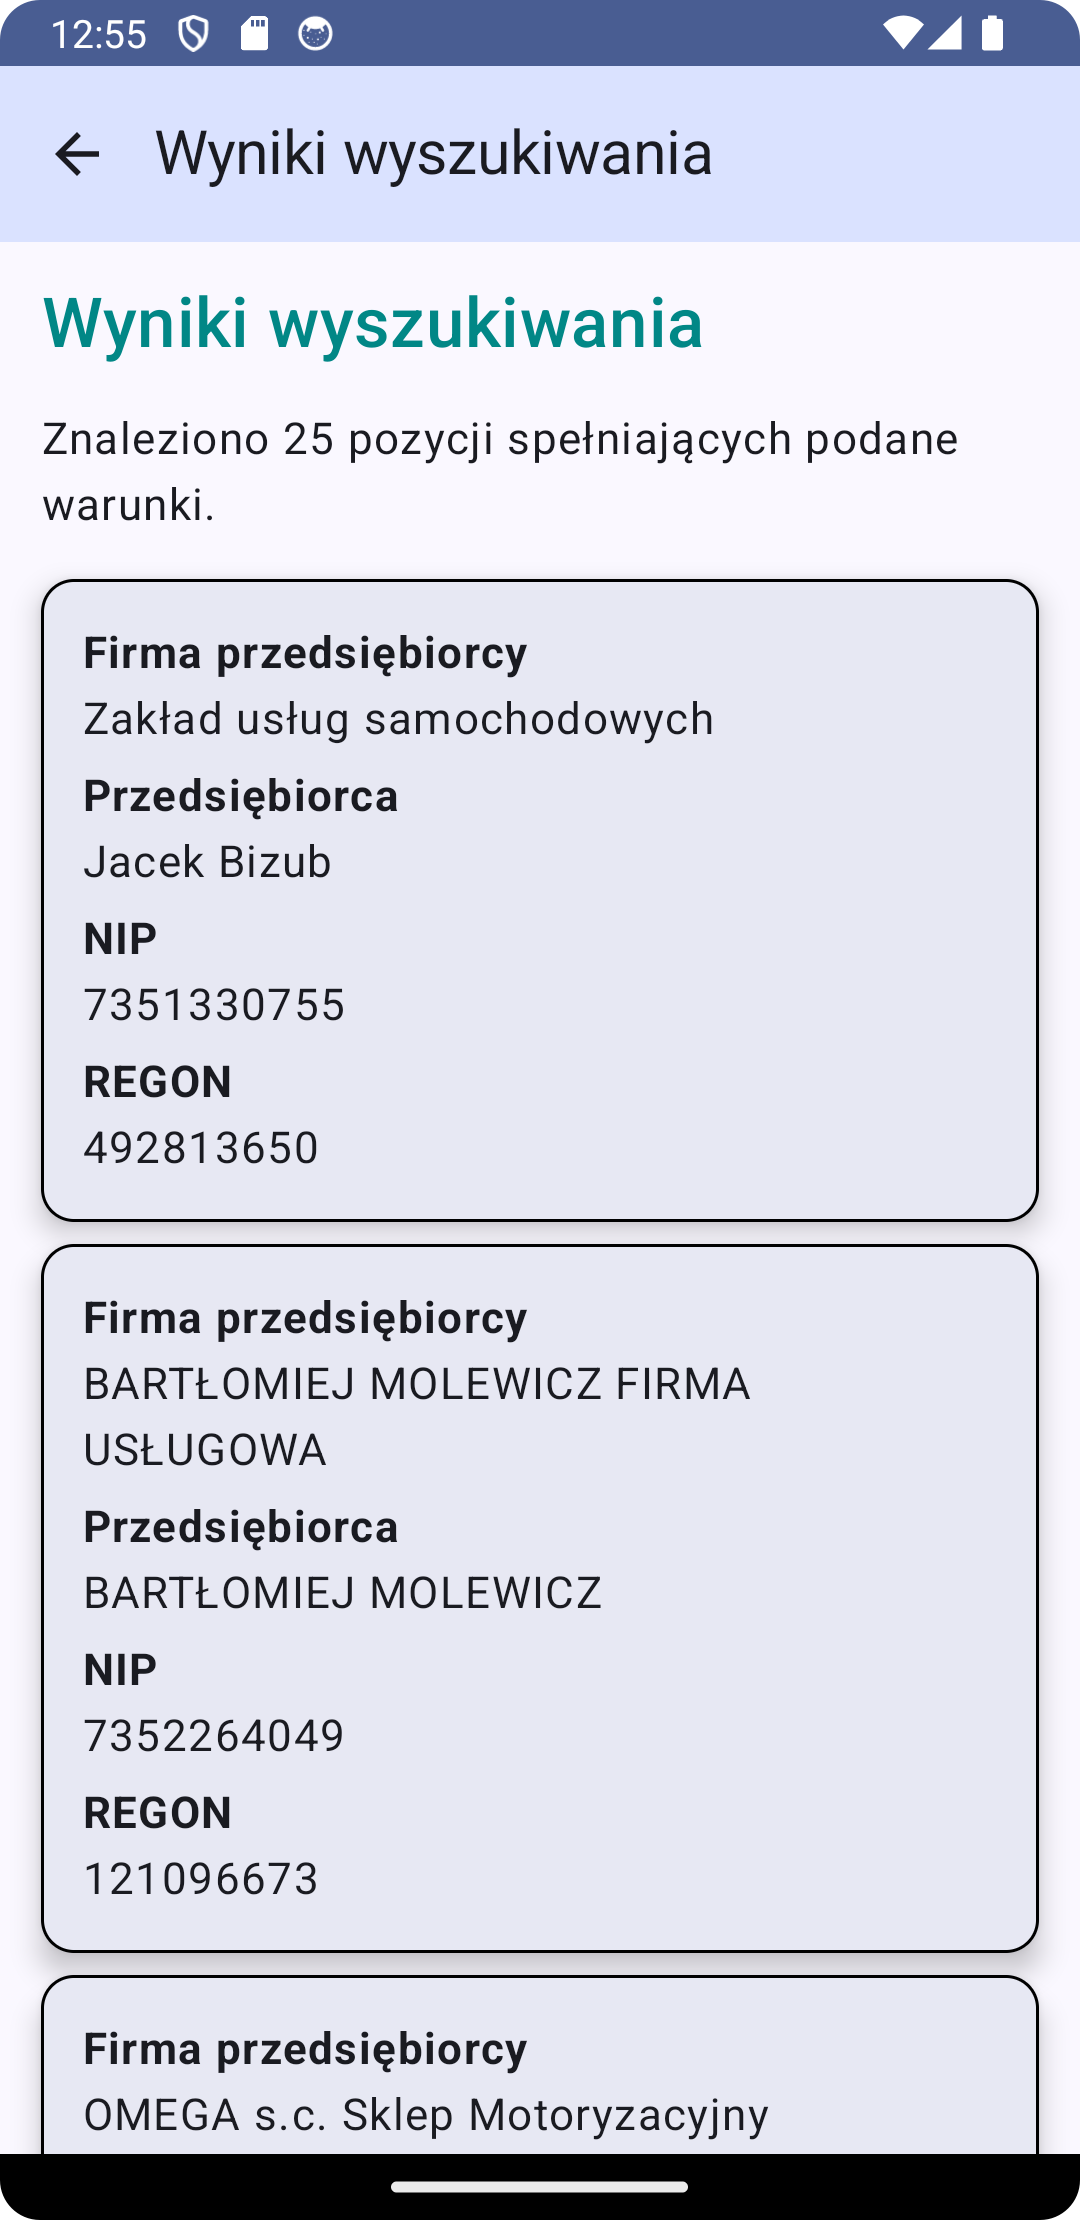 12:55
Wyniki wyszukiwania
Wyniki wyszukiwania
Znaleziono 25 pozycji spełniających podane
warunki.
Firma przedsiębiorcy
Zakład usług samochodowych
Przedsiębiorca
Jacek Bizub
NIP
7351330755
REGON
492813650
Firma przedsiębiorcy
BARTŁOMIEJ MOLEWICZ FIRMA
USŁUGOWA
Przedsiębiorca
BARTŁOMIEJ MOLEWICZ
NIP
7352264049
REGON
121096673
Firma przedsiębiorcy
OMEGA s.c. Sklep Motoryzacyjny